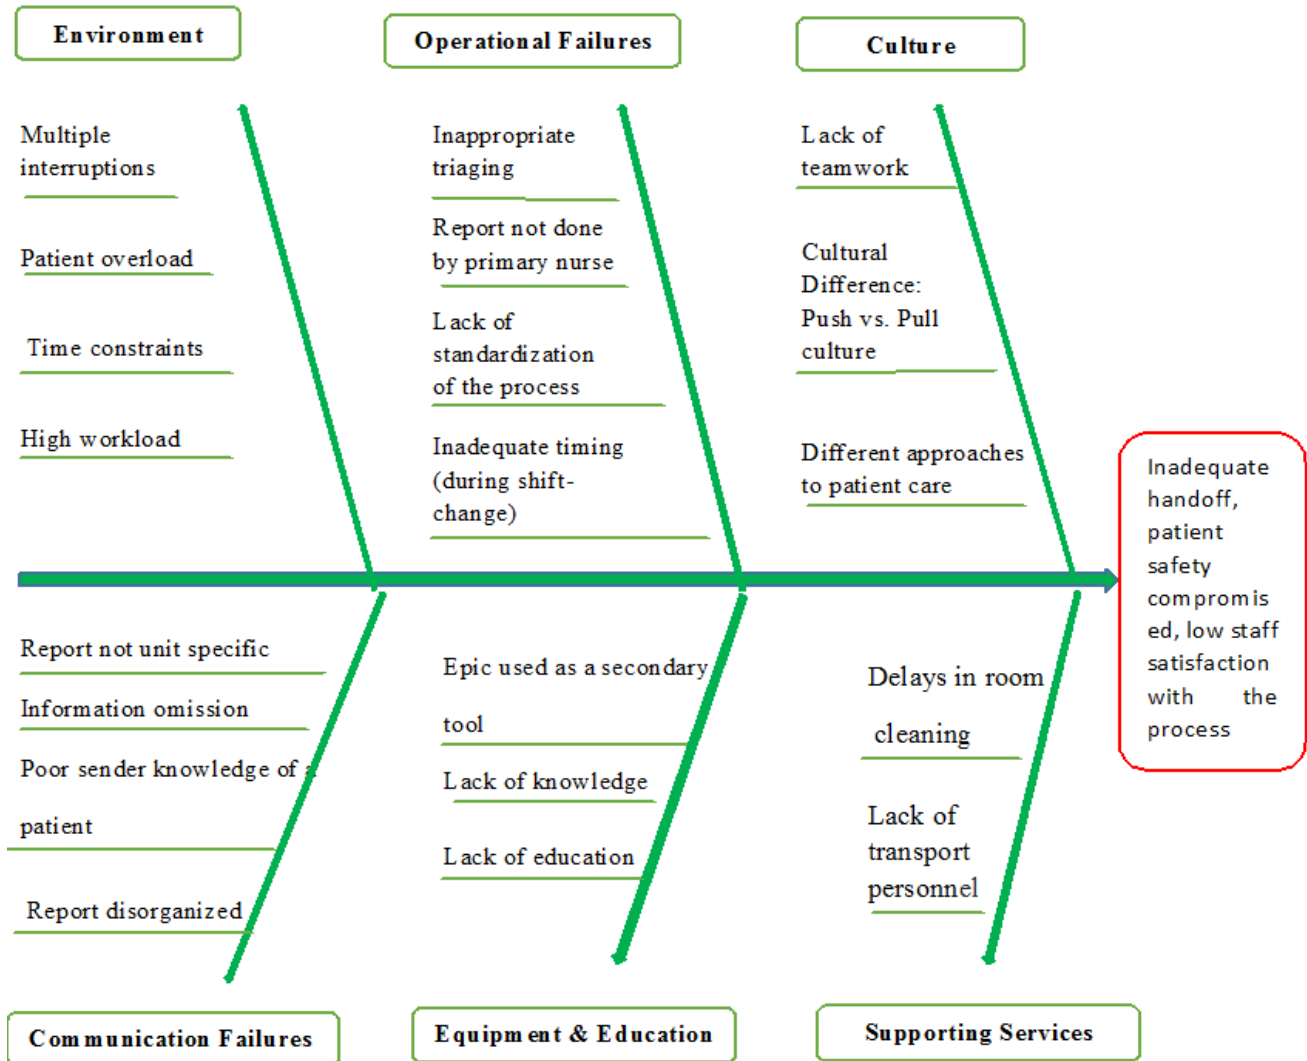 Environment
Operational Failures
Culture
Multiple
interruptions
Patient overload
Time constraints
High workload
Inappropriate
triaging
Report not done
by primary nurse
Lack of
standardization
of the process
Inadequate timing
(during shift-
change)
Lack of
teamwork
Cultural
Difference:
Push vs. Pull
culture
Different approaches
to patient care
Inadequate
handoff,
patient
safety
compromis
ed, low staff
satisfaction
with the
process
Report not unit specific
Information omission
Poor sender knowledge of a
patient
Report disorganized
Epic used as a secondary
tool
Lack of knowledge
Lack of education
Delays in room
cleaning
Lack of
transport
personnel
Communication Failures
Equipment & Education
Supporting Services